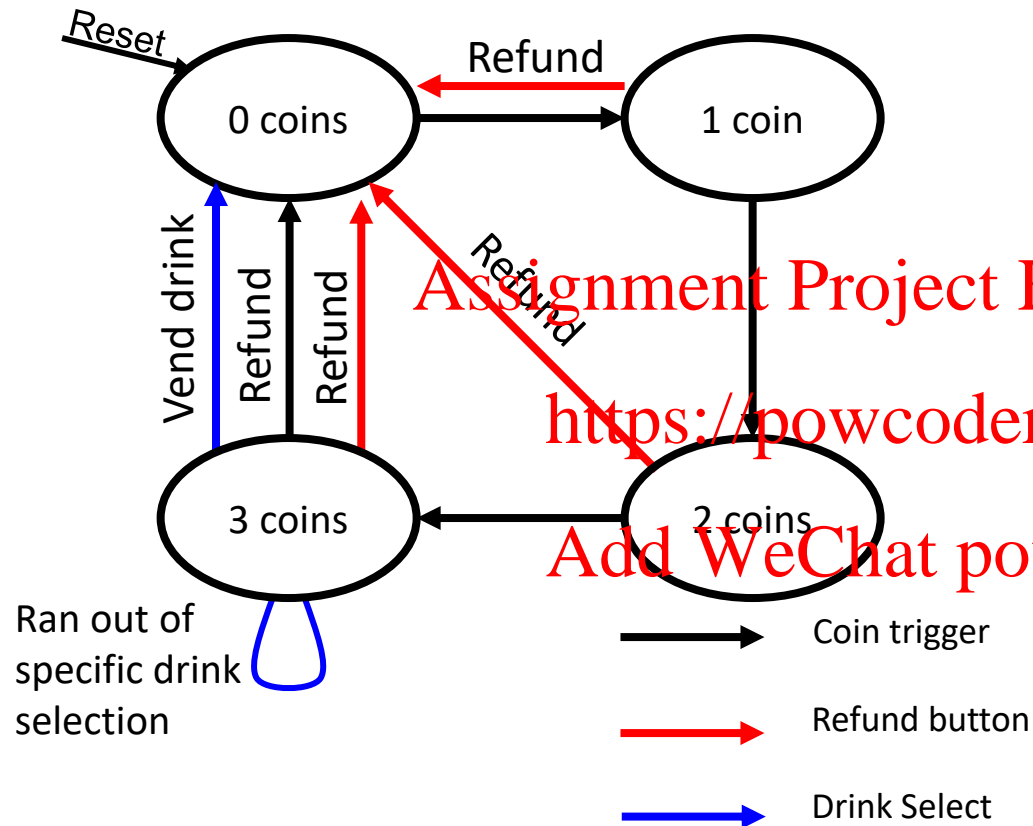 Reset
Refund
0 coins
1 coin
Vend drink
Refund
Refund
Refund
Assignment Project
https://powcoder
3 coins
2 coins
Add WeChat po
Ran out of
specific drink
selection
Coin trigger
Refund button
Drink Select